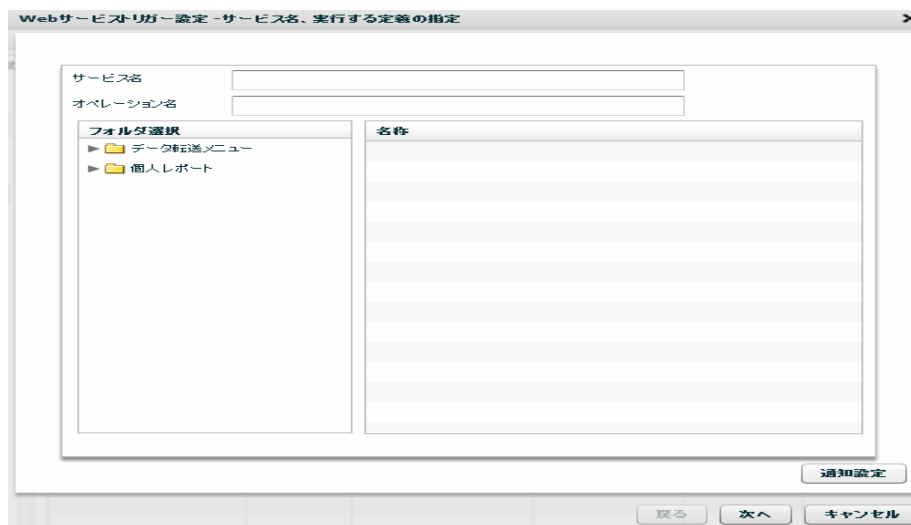 Webサービストリガー設定 -サービス名、実行する定義の指定
サービス名
オペレーション名
フォルダ選択
名称
データ転送メニュー
個人レポート
通知設定
戻る
次へ
キャンセル